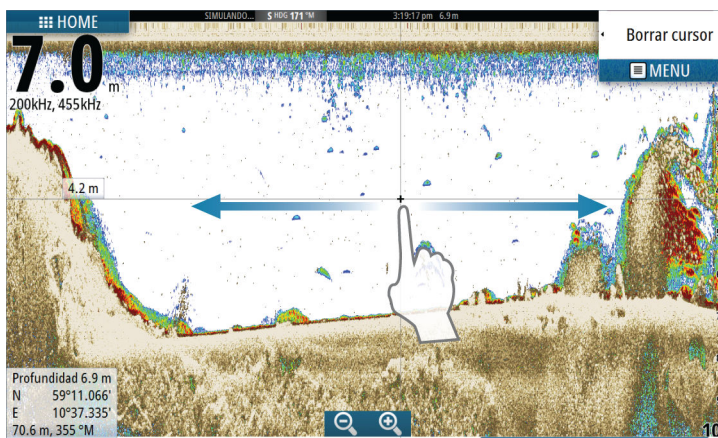 HOME
SIMULANDO... S HDG 171 °M 3:19:17 pm 6.9 m
Borrar cursor
MENU
7.0 m
200kHz, 455kHz
4.2 m
Profundidad 6.9 m
N 59°11.066'
E 10°37.335'
70.6 m, 355 °M
10